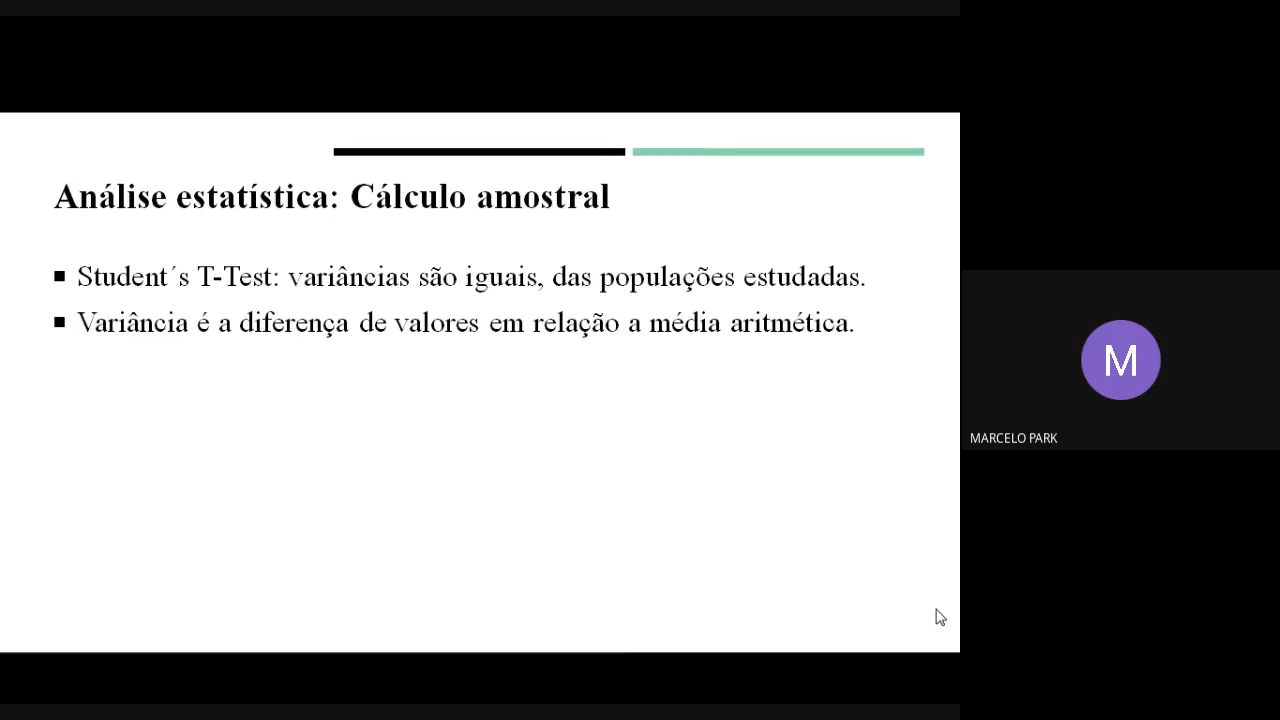 Análise estatística: Cálculo amostral
Student´s T-Test: variâncias são iguais, das populações estudadas.
Variância é a diferença de valores em relação a média aritmética.
M
MARCELO PARK